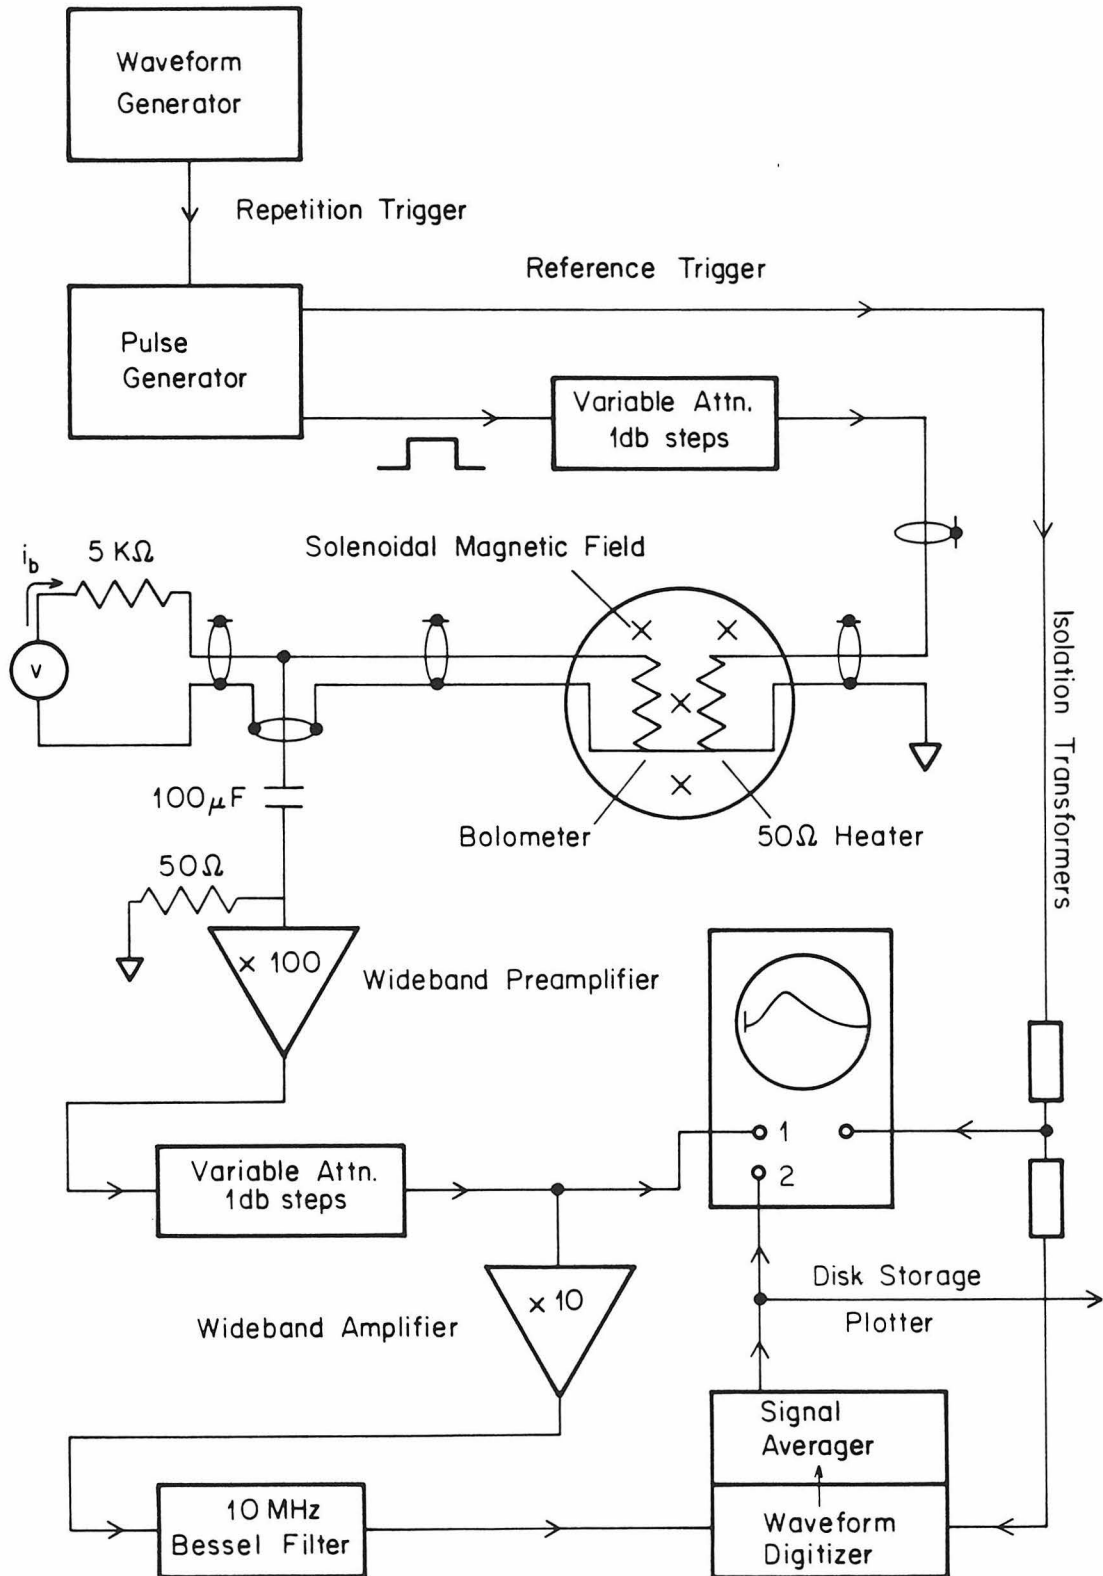 Waveform
Generator
Repetition Trigger
Reference Trigger
Pulse
Generator
Variable Attn.
1db steps
i_b
5 KΩ
Solenoidal Magnetic Field
V
Isolation Transformers
100μF
Bolometer
50Ω Heater
50Ω
× 100
Wideband Preamplifier
1
2
Variable Attn.
1db steps
× 10
Wideband Amplifier
Disk Storage
Plotter
Signal
Averager
10 MHz
Bessel Filter
Waveform
Digitizer